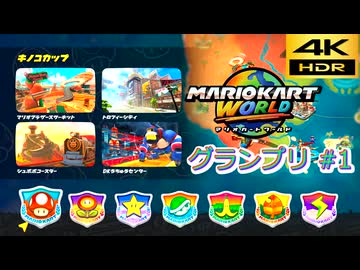 キノコカップ
4K
HDR
マリオブラザーズサーキット
トロフィーシティ
シュポポコースター
DKうちゅうセンター
MARIOKART
WORLD
マリオカート ワールド
グランプリ #1